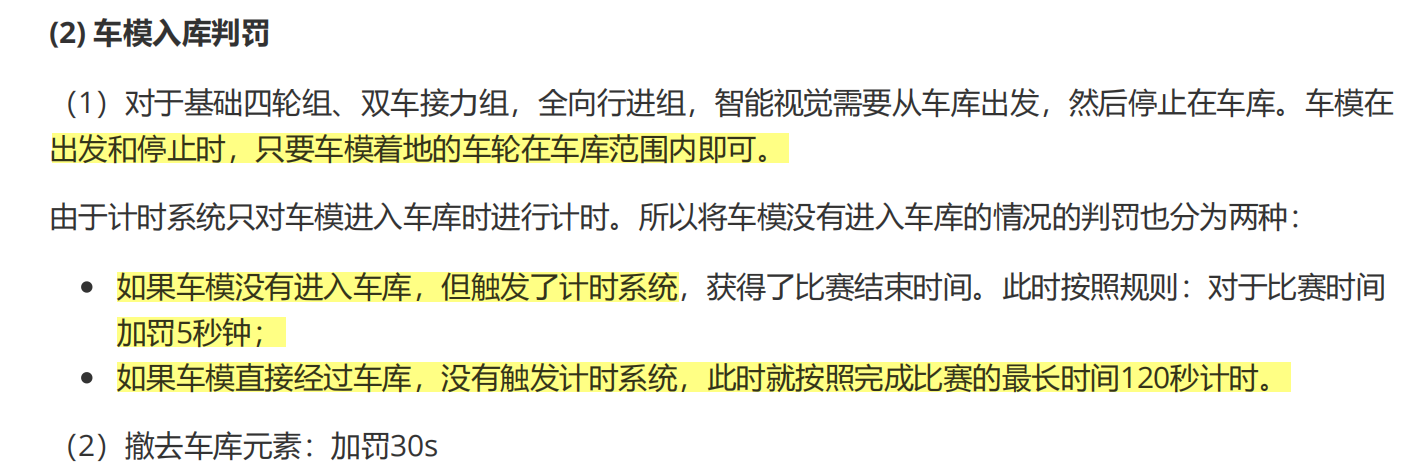 (2) 车模入库判罚
（1）对于基础四轮组、双车接力组，全向行进组，智能视觉需要从车库出发，然后停止在车库。车模在
出发和停止时，只要车模着地的车轮在车库范围内即可。
由于计时系统只对车模进入车库时进行计时。所以将车模没有进入车库的情况的判罚也分为两种：
• 如果车模没有进入车库，但触发了计时系统，获得了比赛结束时间。此时按照规则：对于比赛时间
加罚5秒钟；
• 如果车模直接经过车库，没有触发计时系统，此时就按照完成比赛的最长时间120秒计时。
（2）撤去车库元素：加罚30s